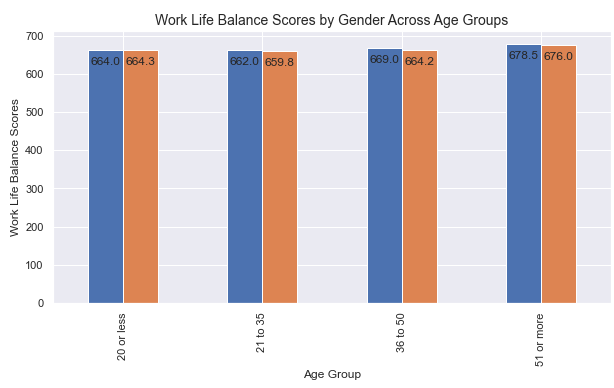 Work Life Balance Scores by Gender Across Age Groups
700
600
500
400
300
200
100
0
Work Life Balance Scores
664.0 664.3 662.0 659.8 669.0 664.2 678.5 676.0
20 or less
21 to 35
36 to 50
51 or more
Age Group